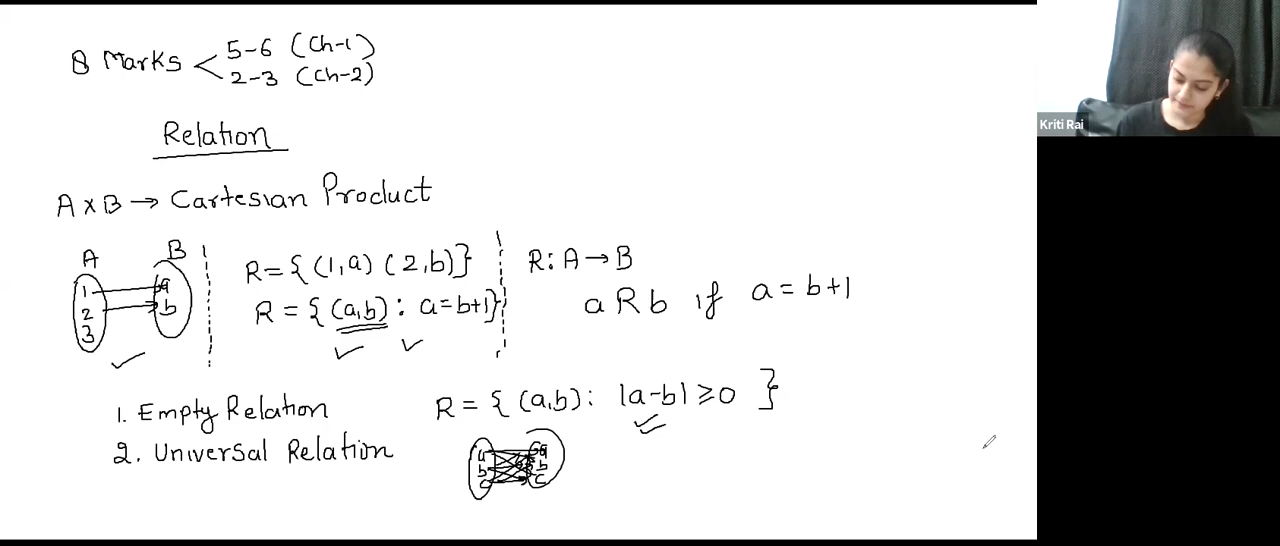 8 Marks < 5-6 (Ch-1)
2-3 (Ch-2)
Kriti Rai
Relation
A × B → Cartesian Product
A B
1 a
2 b
3
R = { (1,a) (2,b)}
R = { (a,b) : a=b+1}
R : A → B
a R b if a = b+1
1. Empty Relation
R = { (a,b) : |a-b| ≥ 0 }
2. Universal Relation
a a
b b
c c